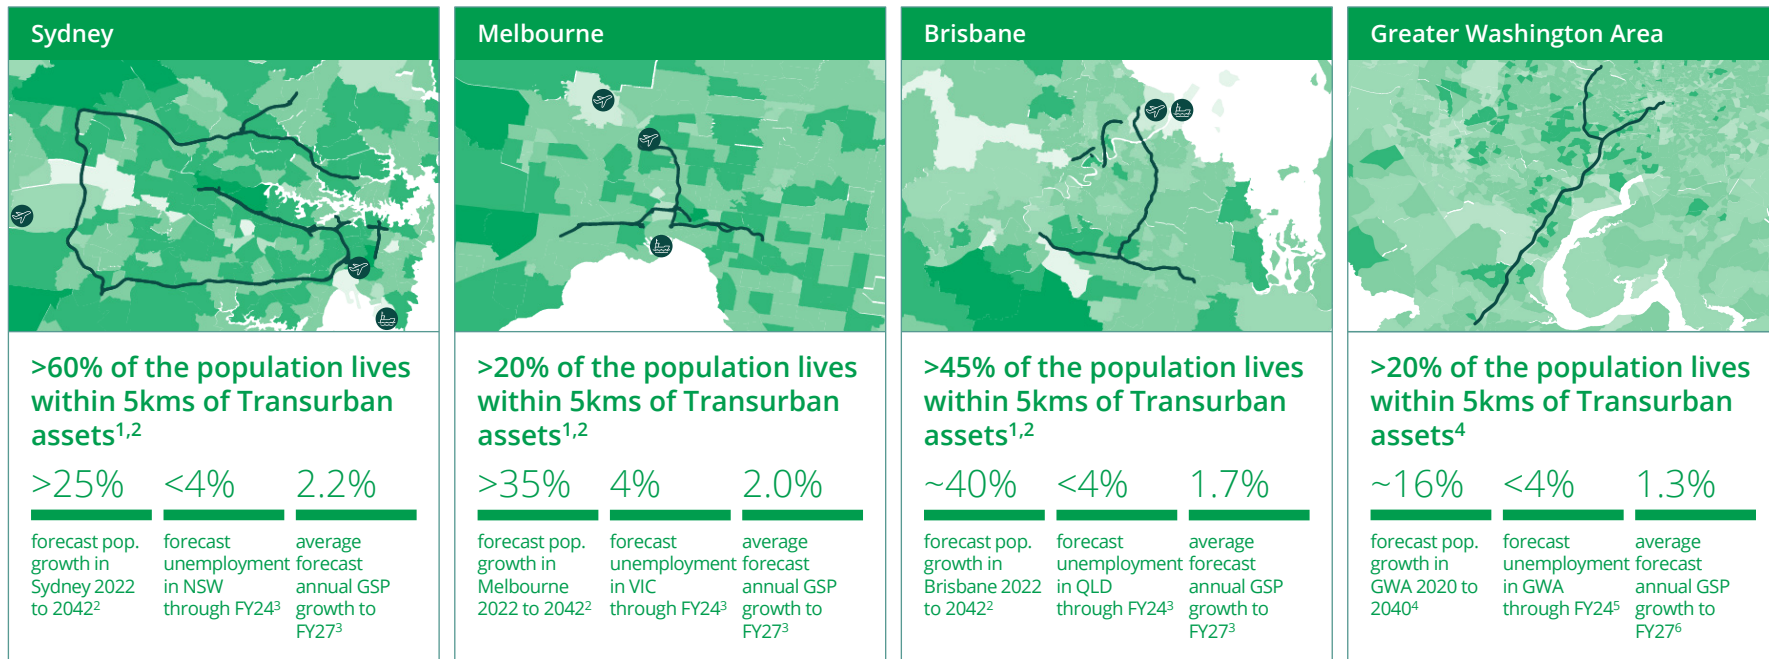 Sydney
>60% of the population lives
within 5kms of Transurban
assets1,2
>25%
forecast pop.
growth in
Sydney 2022
to 20422
<4%
forecast
unemployment
in NSW
through FY243
2.2%
average
forecast
annual GSP
growth to
FY273
Melbourne
>20% of the population lives
within 5kms of Transurban
assets1,2
>35%
forecast pop.
growth in
Melbourne
2022 to 20422
4%
forecast
unemployment
in VIC
through FY243
2.0%
average
forecast
annual GSP
growth to
FY273
Brisbane
>45% of the population lives
within 5kms of Transurban
assets1,2
~40%
forecast pop.
growth in
Brisbane 2022
to 20422
<4%
forecast
unemployment
in QLD
through FY243
1.7%
average
forecast
annual GSP
growth to
FY273
Greater Washington Area
>20% of the population lives
within 5kms of Transurban
assets4
~16%
forecast pop.
growth in
GWA 2020 to
20404
<4%
forecast
unemployment
in GWA
through FY245
1.3%
average
forecast
annual GSP
growth to
FY276